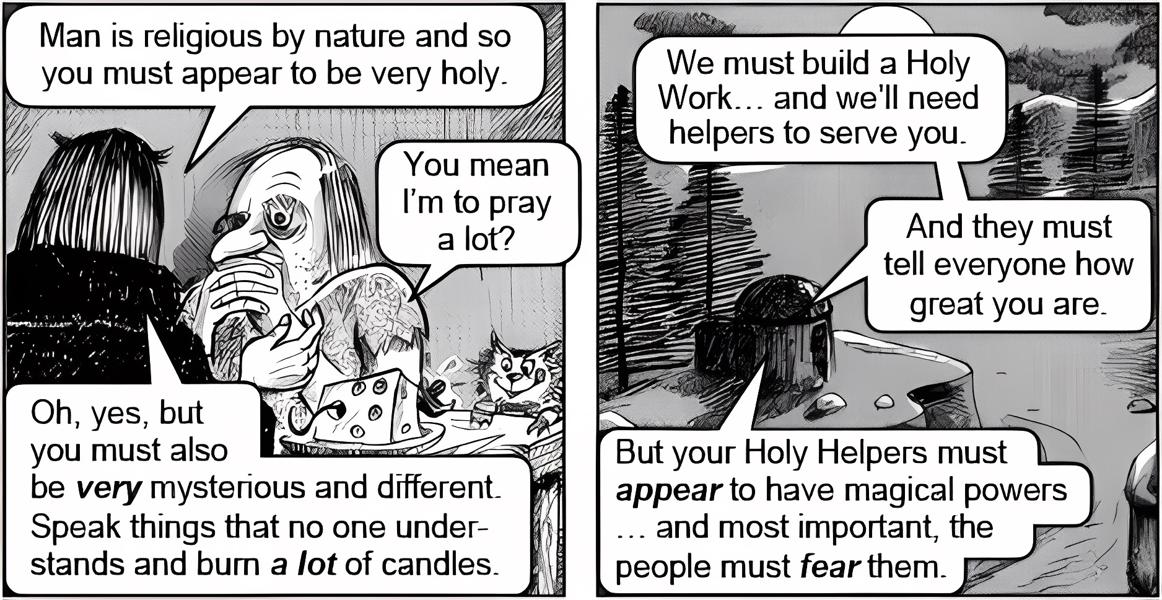 Man is religious by nature and so
you must appear to be very holy.
You mean
I'm to pray
a lot?
Oh, yes, but
you must also
be very mysterious and different.
Speak things that no one under-
stands and burn a lot of candles.
We must build a Holy
Work... and we'll need
helpers to serve you.
And they must
tell everyone how
great you are.
But your Holy Helpers must
appear to have magical powers
... and most important, the
people must fear them.